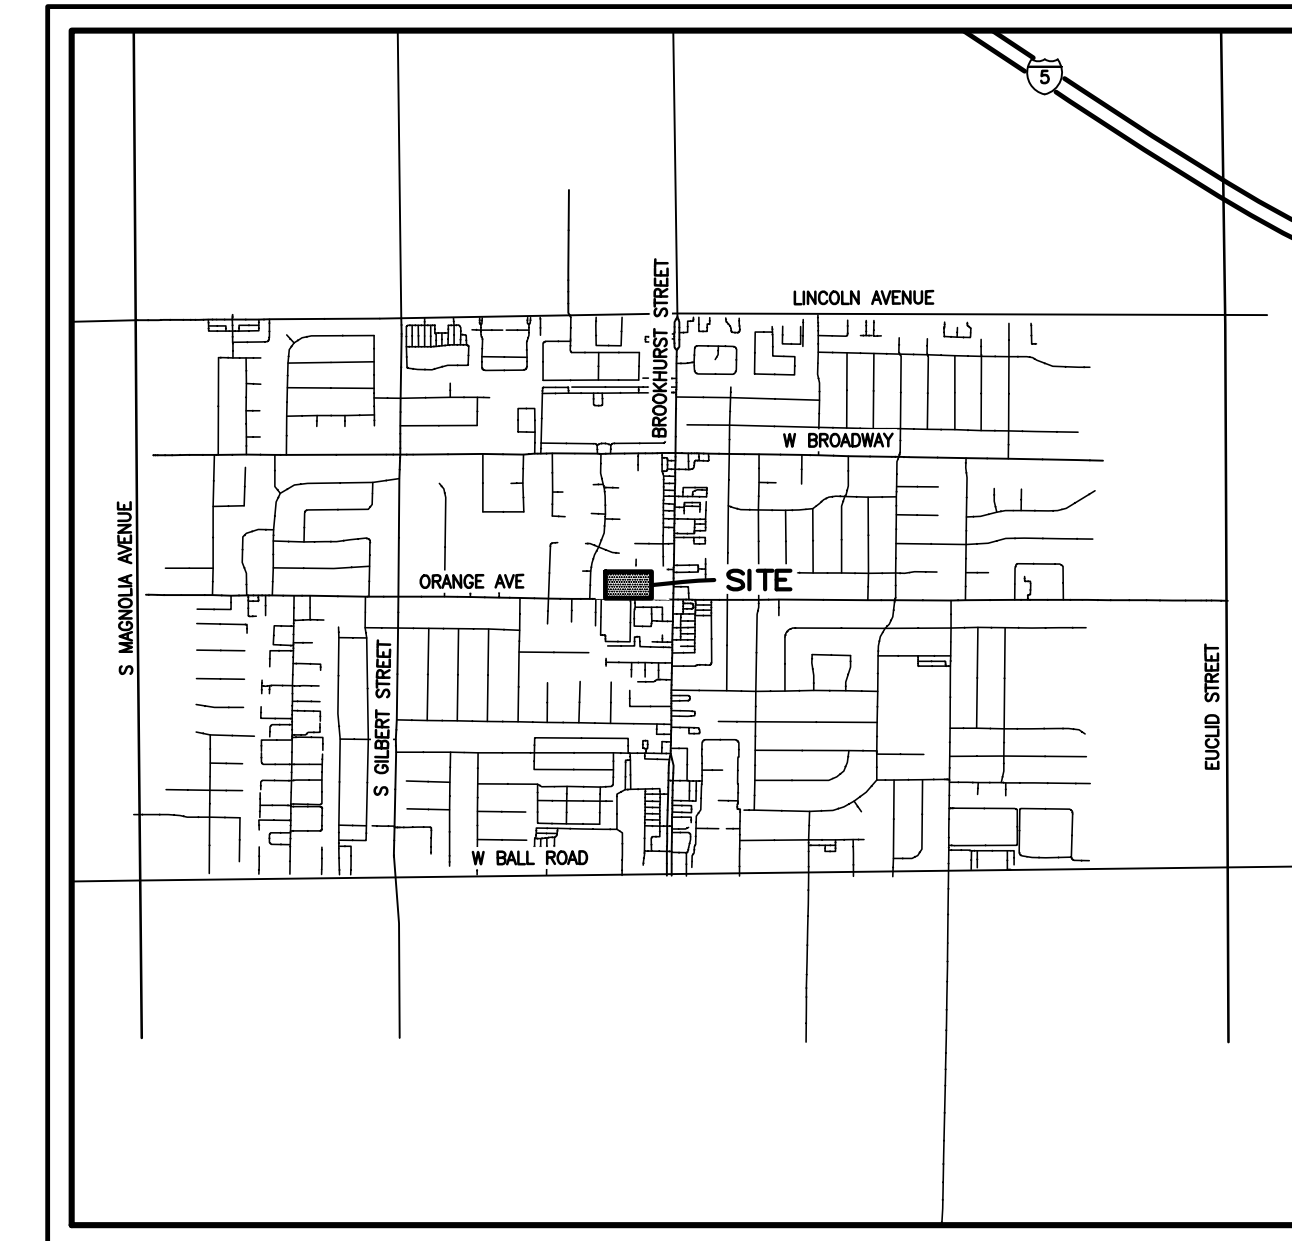 5
LINCOLN AVENUE
BROOKHURST STREET
W BROADWAY
S MAGNOLIA AVENUE
ORANGE AVE
SITE
S GILBERT STREET
EUCLID STREET
W BALL ROAD